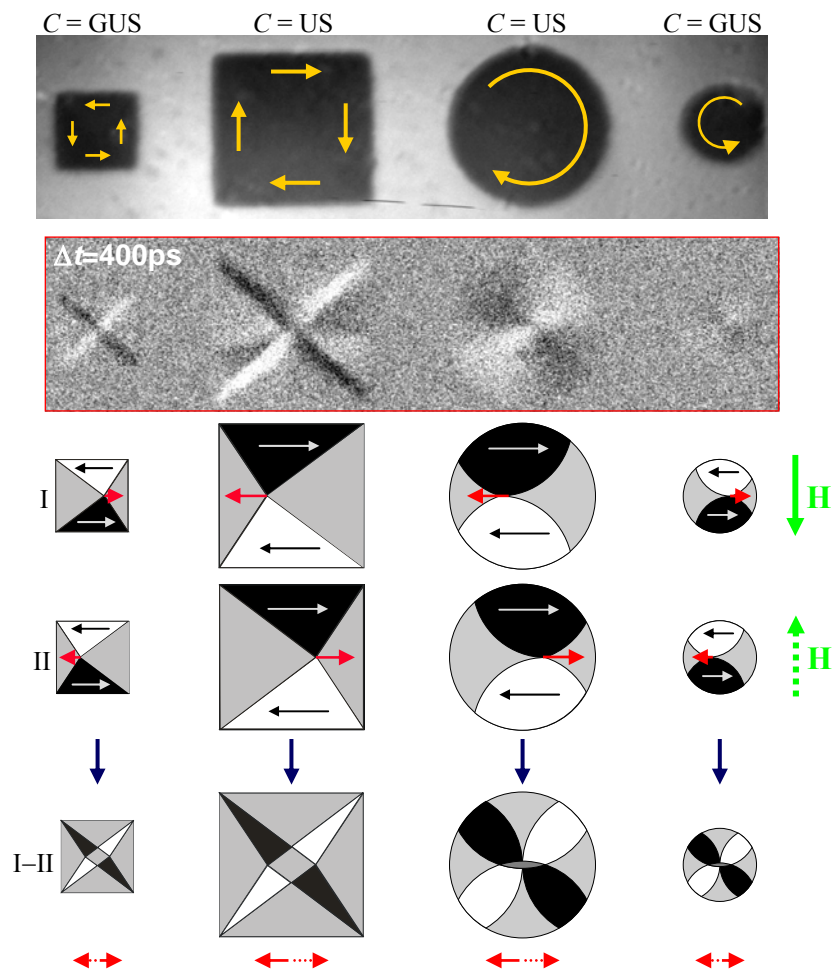 C = GUS C = US C = US C = GUS
Δt=400ps
I H
II H
I–II